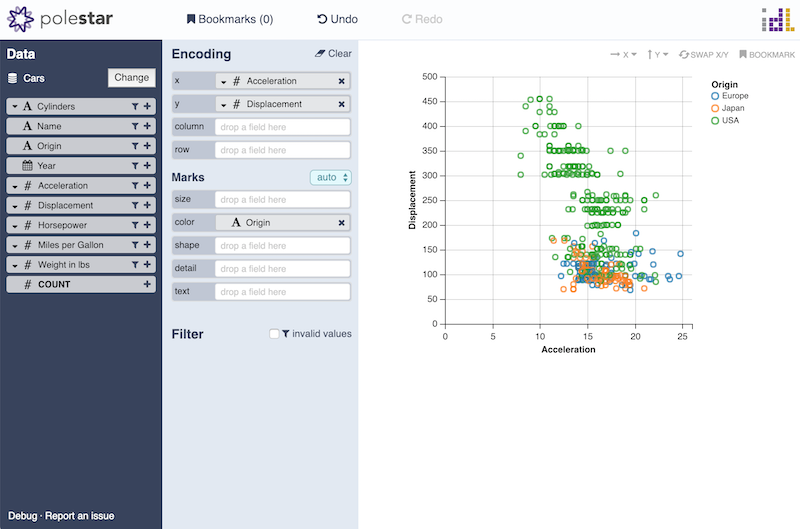 polestar
Bookmarks (0)
Undo
Redo
Data
Cars
Change
A Cylinders
A Name
A Origin
Year
# Acceleration
# Displacement
# Horsepower
# Miles per Gallon
# Weight in lbs
# COUNT
Debug · Report an issue
Encoding
Clear
x # Acceleration
y # Displacement
column drop a field here
row drop a field here
Marks auto
size drop a field here
color A Origin
shape drop a field here
detail drop a field here
text drop a field here
Filter
invalid values
X
Y
SWAP X/Y
BOOKMARK
500
450
400
350
300
250
200
150
100
50
0
Displacement
0 5 10 15 20 25
Acceleration
Origin
Europe
Japan
USA